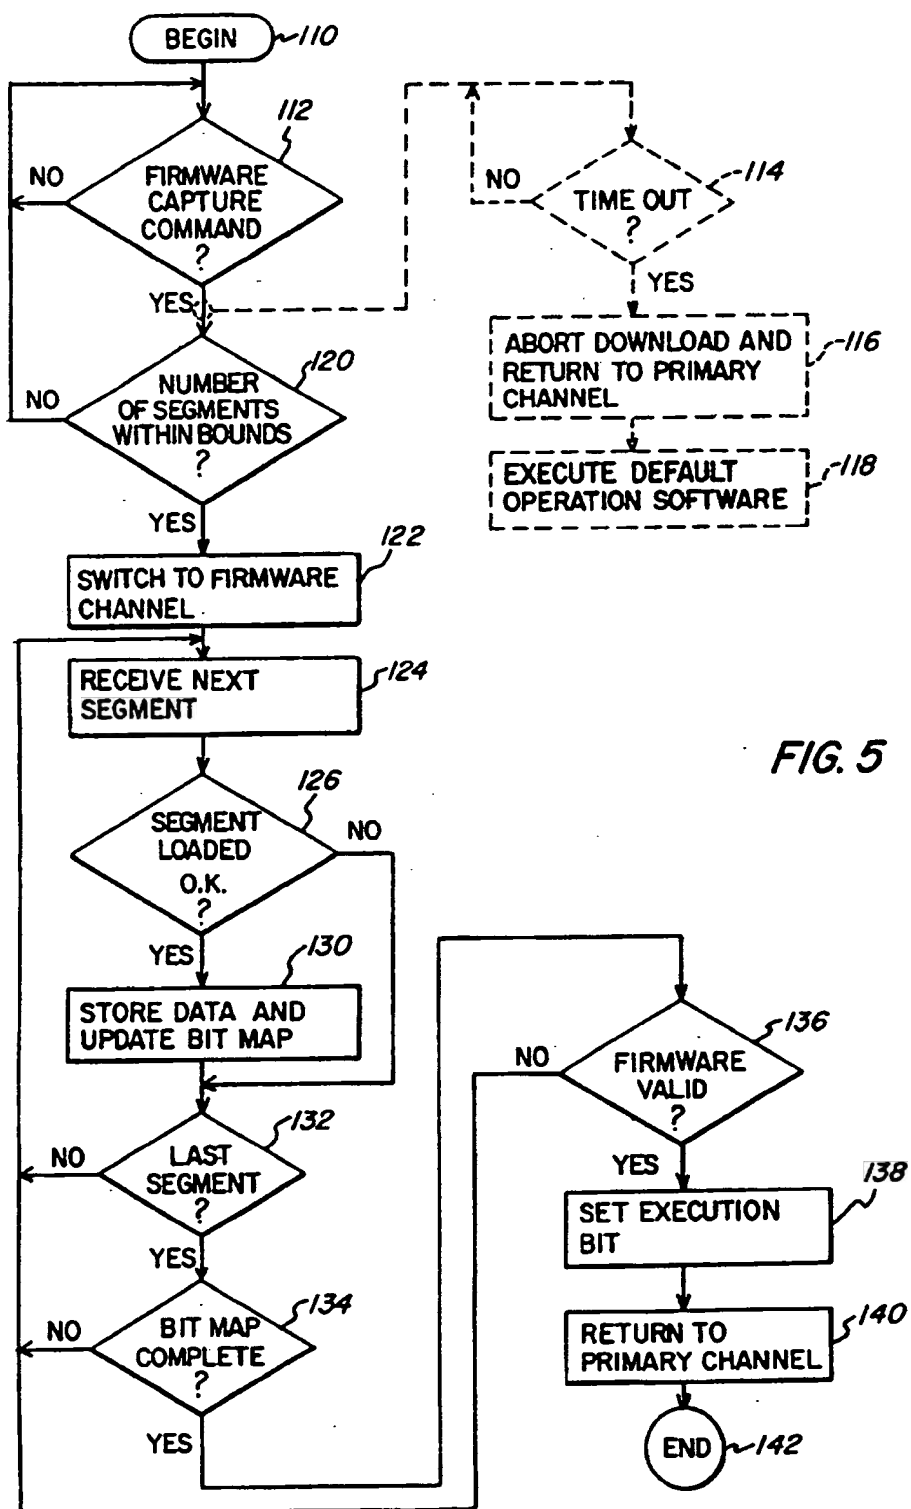 BEGIN
110
112
FIRMWARE
CAPTURE
COMMAND
?
NO
YES
114
TIME OUT
?
NO
YES
ABORT DOWNLOAD AND
RETURN TO PRIMARY
CHANNEL
116
EXECUTE DEFAULT
OPERATION SOFTWARE
118
120
NUMBER
OF SEGMENTS
WITHIN BOUNDS
?
NO
YES
122
SWITCH TO FIRMWARE
CHANNEL
RECEIVE NEXT
SEGMENT
124
FIG. 5
126
SEGMENT
LOADED
O.K.
?
NO
YES
130
STORE DATA AND
UPDATE BIT MAP
132
LAST
SEGMENT
?
NO
YES
134
BIT MAP
COMPLETE
?
NO
YES
136
FIRMWARE
VALID
?
NO
YES
138
SET EXECUTION
BIT
140
RETURN TO
PRIMARY CHANNEL
END
142